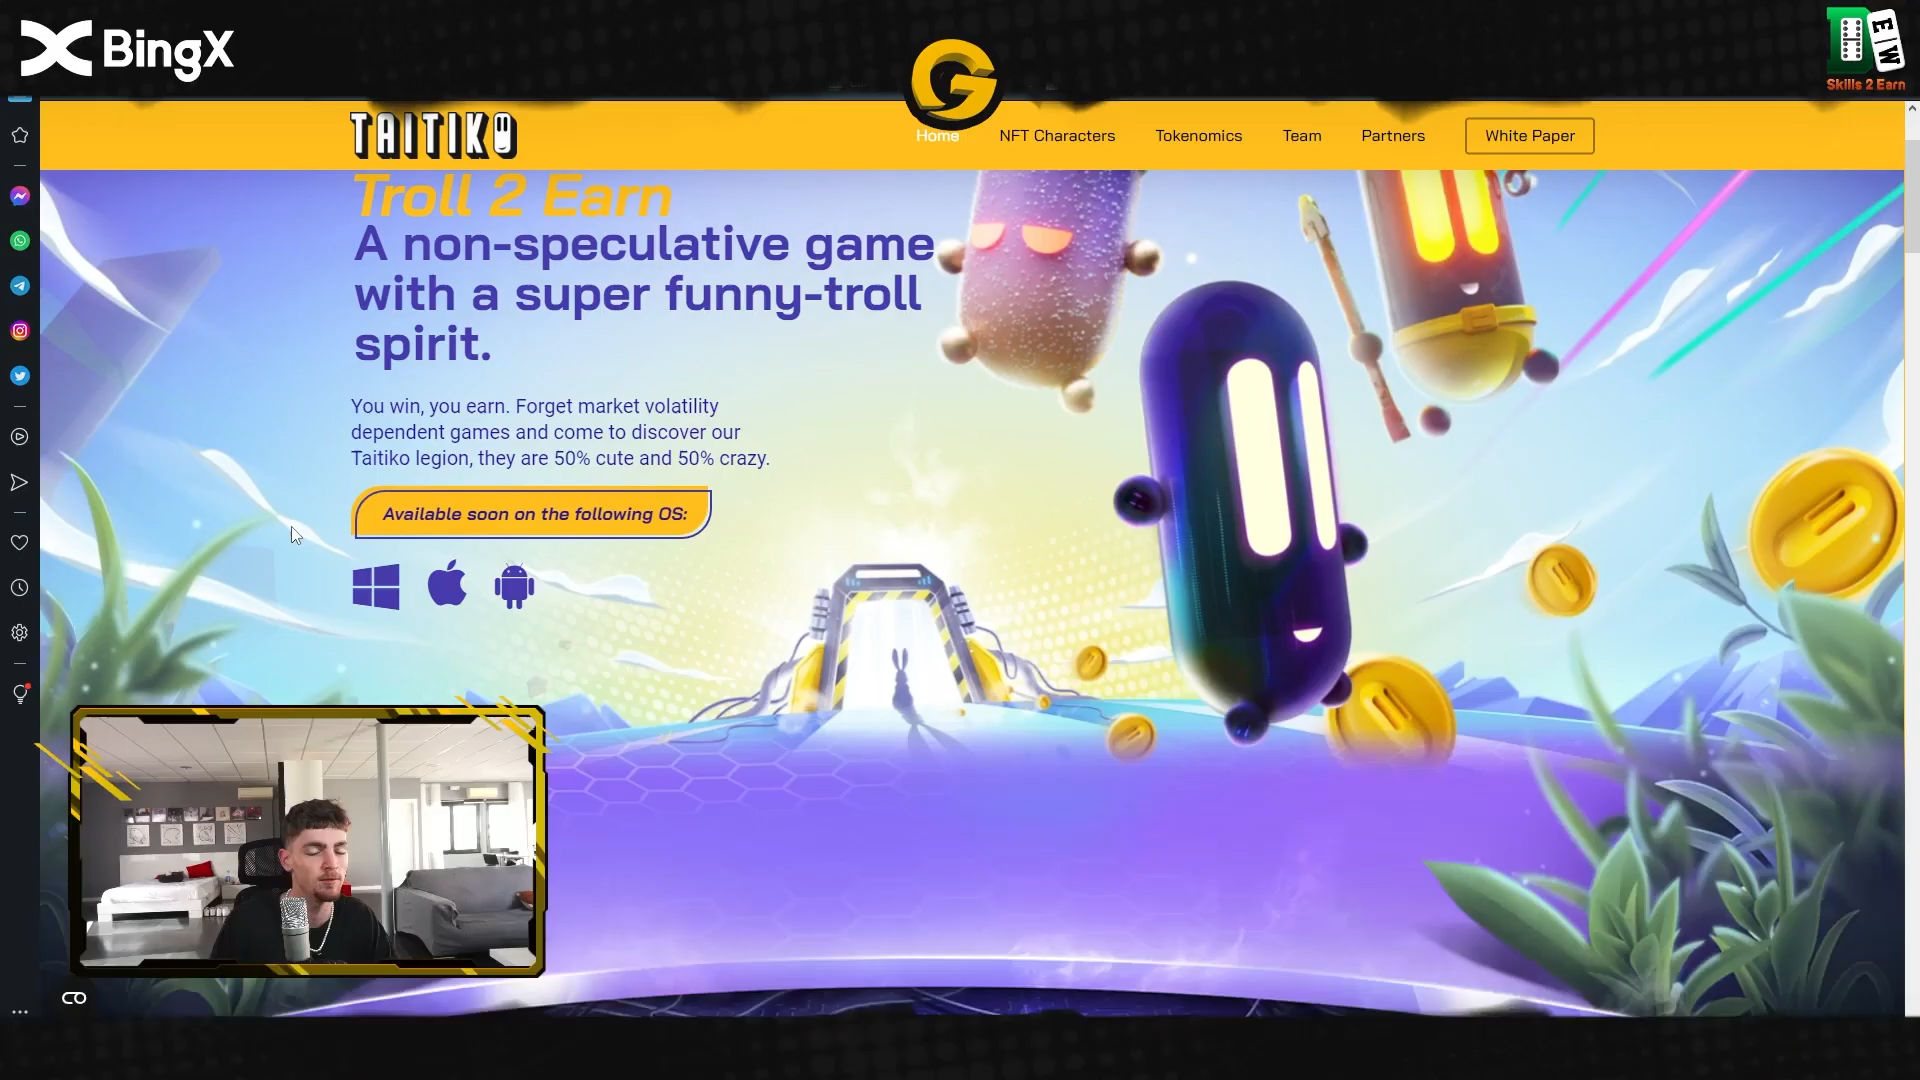 BingX
G
D
E|W
Skills 2 Earn
TAITIKO
Home
NFT Characters
Tokenomics
Team
Partners
White Paper
Troll 2 Earn
A non-speculative game
with a super funny-troll
spirit.
You win, you earn. Forget market volatility
dependent games and come to discover our
Taitiko legion, they are 50% cute and 50% crazy.
Available soon on the following OS: